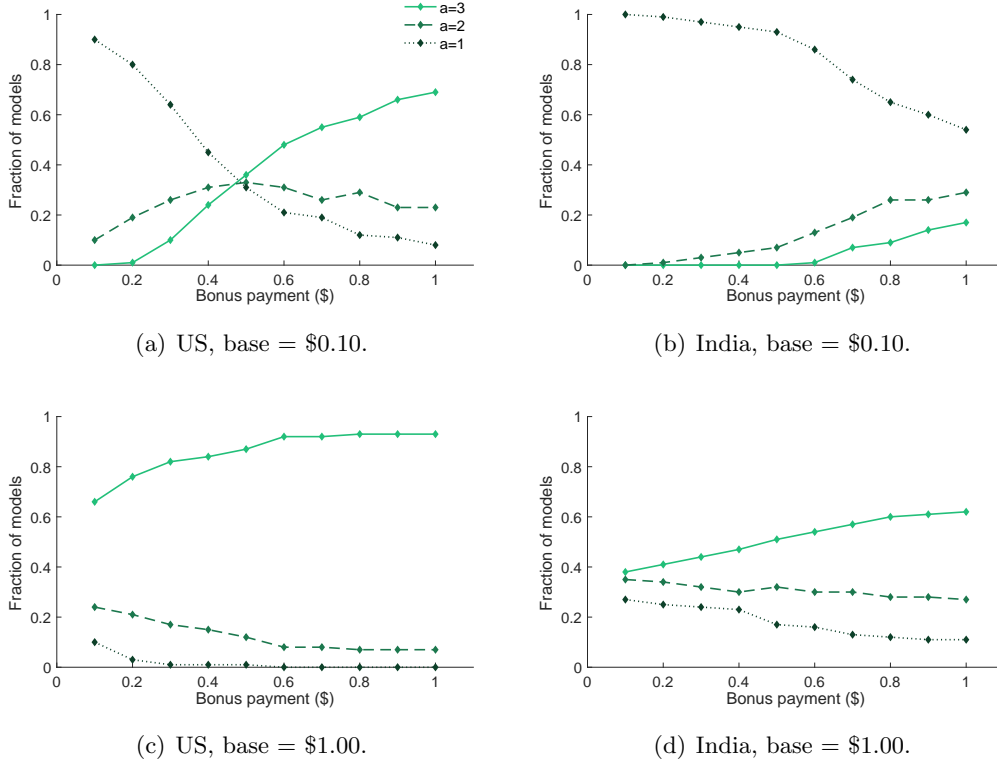 a=3
a=2
a=1
Fraction of models
1
0.8
0.6
0.4
0.2
0
0 0.2 0.4 0.6 0.8 1
Bonus payment ($)
(a) US, base = $0.10.
Fraction of models
1
0.8
0.6
0.4
0.2
0
0 0.2 0.4 0.6 0.8 1
Bonus payment ($)
(b) India, base = $0.10.
Fraction of models
1
0.8
0.6
0.4
0.2
0
0 0.2 0.4 0.6 0.8 1
Bonus payment ($)
(c) US, base = $1.00.
Fraction of models
1
0.8
0.6
0.4
0.2
0
0 0.2 0.4 0.6 0.8 1
Bonus payment ($)
(d) India, base = $1.00.